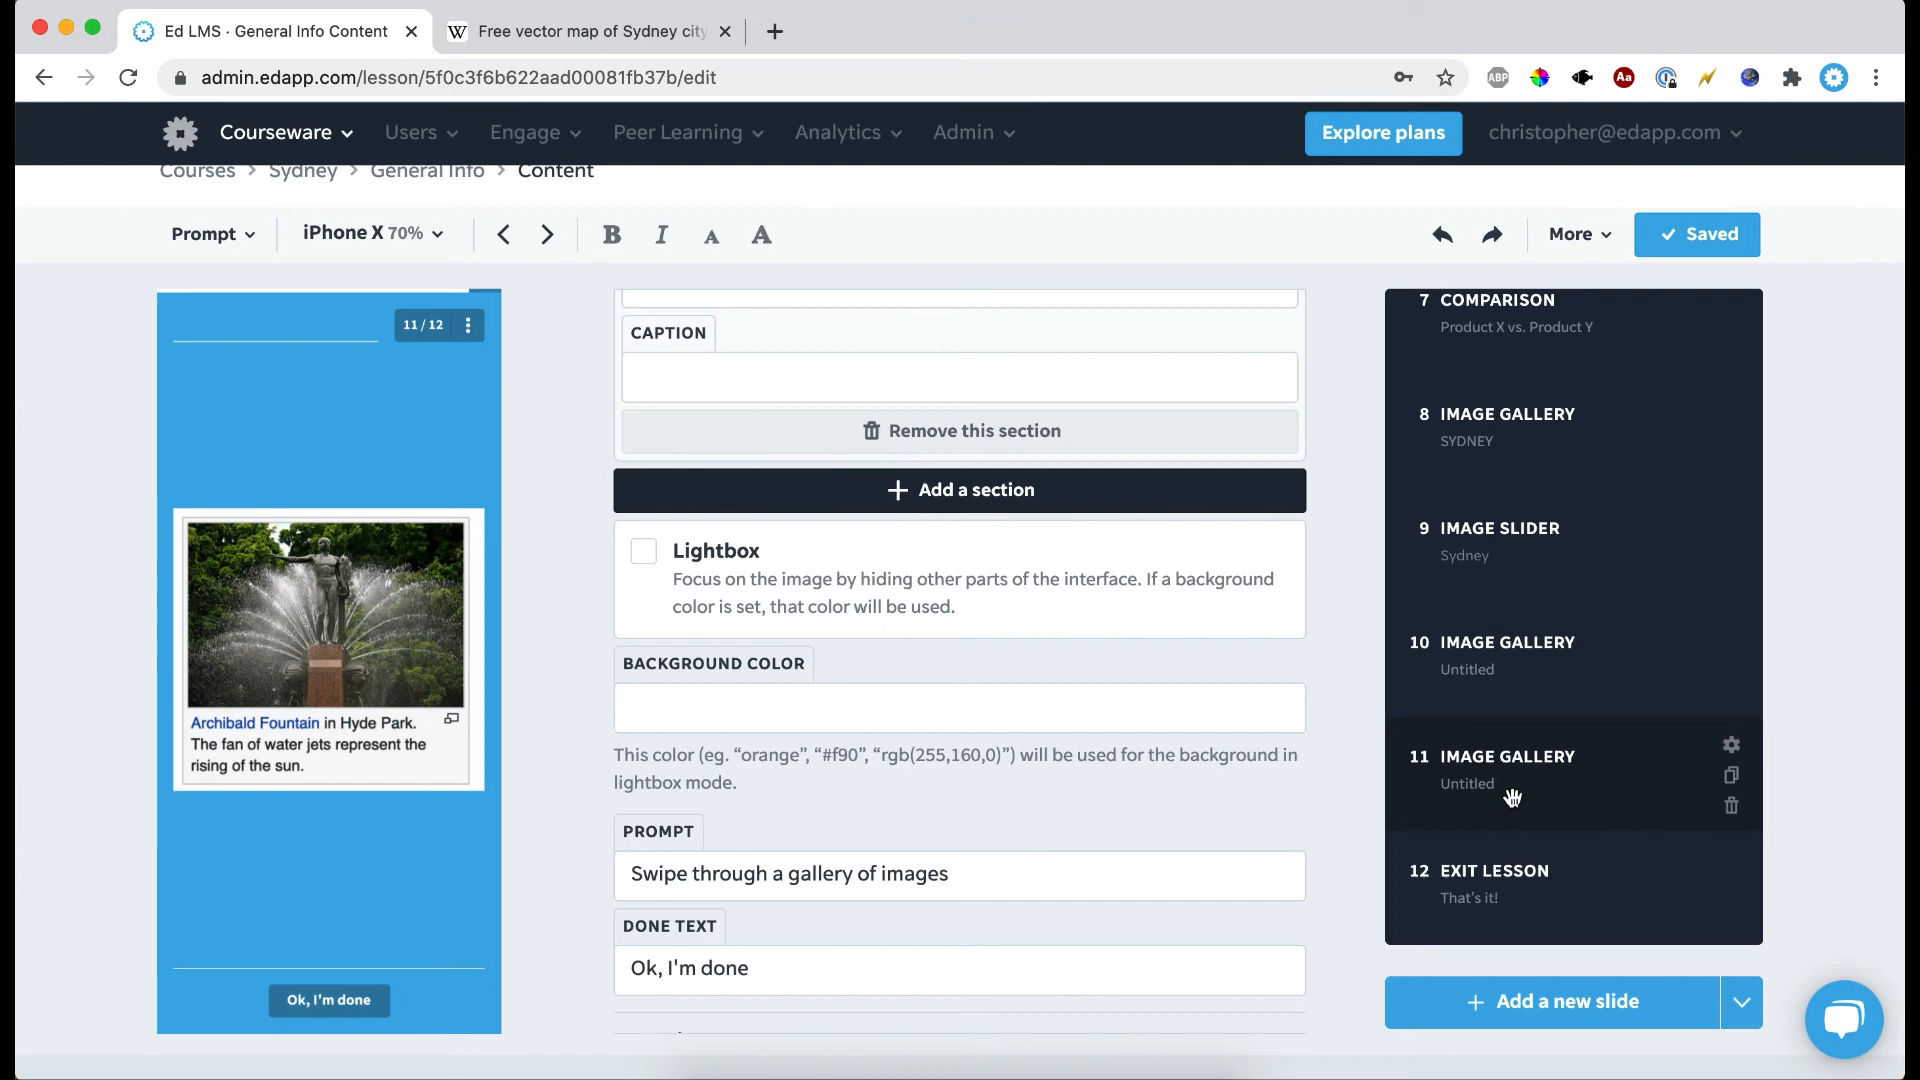 Ed LMS · General Info Content
Free vector map of Sydney city
admin.edapp.com/lesson/5f0c3f6b622aad00081fb37b/edit
ABP
Aa
Courseware
Users
Engage
Peer Learning
Analytics
Admin
Explore plans
christopher@edapp.com
Courses > Sydney > General Info > Content
Prompt
iPhone X 70%
B
I
A
A
More
Saved
11 / 12
Archibald Fountain in Hyde Park.
The fan of water jets represent the
rising of the sun.
Ok, I'm done
CAPTION
Remove this section
Add a section
Lightbox
Focus on the image by hiding other parts of the interface. If a background
color is set, that color will be used.
BACKGROUND COLOR
This color (eg. “orange”, “#f90”, “rgb(255,160,0)”) will be used for the background in
lightbox mode.
PROMPT
Swipe through a gallery of images
DONE TEXT
Ok, I'm done
7 COMPARISON
Product X vs. Product Y
8 IMAGE GALLERY
SYDNEY
9 IMAGE SLIDER
Sydney
10 IMAGE GALLERY
Untitled
11 IMAGE GALLERY
Untitled
12 EXIT LESSON
That's it!
Add a new slide